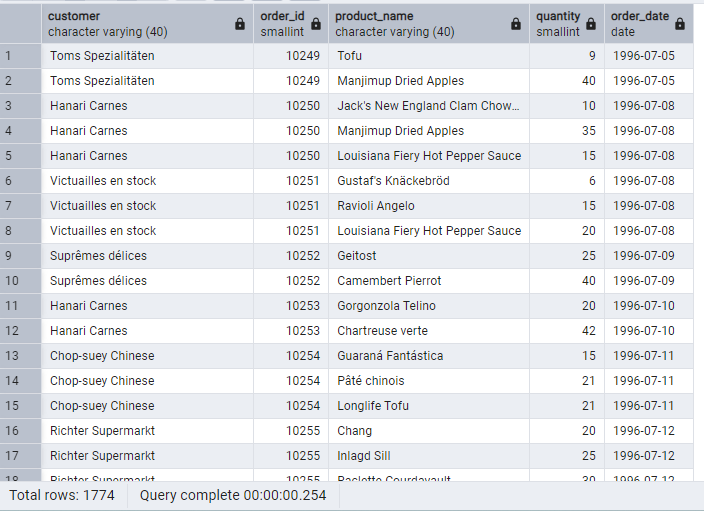 customer order_id product_name quantity order_date
character varying (40) smallint character varying (40) smallint date
1 Toms Spezialitäten 10249 Tofu 9 1996-07-05
2 Toms Spezialitäten 10249 Manjimup Dried Apples 40 1996-07-05
3 Hanari Carnes 10250 Jack's New England Clam Chow… 10 1996-07-08
4 Hanari Carnes 10250 Manjimup Dried Apples 35 1996-07-08
5 Hanari Carnes 10250 Louisiana Fiery Hot Pepper Sauce 15 1996-07-08
6 Victuailles en stock 10251 Gustaf's Knäckebröd 6 1996-07-08
7 Victuailles en stock 10251 Ravioli Angelo 15 1996-07-08
8 Victuailles en stock 10251 Louisiana Fiery Hot Pepper Sauce 20 1996-07-08
9 Suprêmes délices 10252 Geitost 25 1996-07-09
10 Suprêmes délices 10252 Camembert Pierrot 40 1996-07-09
11 Hanari Carnes 10253 Gorgonzola Telino 20 1996-07-10
12 Hanari Carnes 10253 Chartreuse verte 42 1996-07-10
13 Chop-suey Chinese 10254 Guaraná Fantástica 15 1996-07-11
14 Chop-suey Chinese 10254 Pâté chinois 21 1996-07-11
15 Chop-suey Chinese 10254 Longlife Tofu 21 1996-07-11
16 Richter Supermarkt 10255 Chang 20 1996-07-12
17 Richter Supermarkt 10255 Inlagd Sill 25 1996-07-12
18 Richter Supermarkt 10255 Raclette Courdavault 30 1996-07-12
Total rows: 1774 Query complete 00:00:00.254